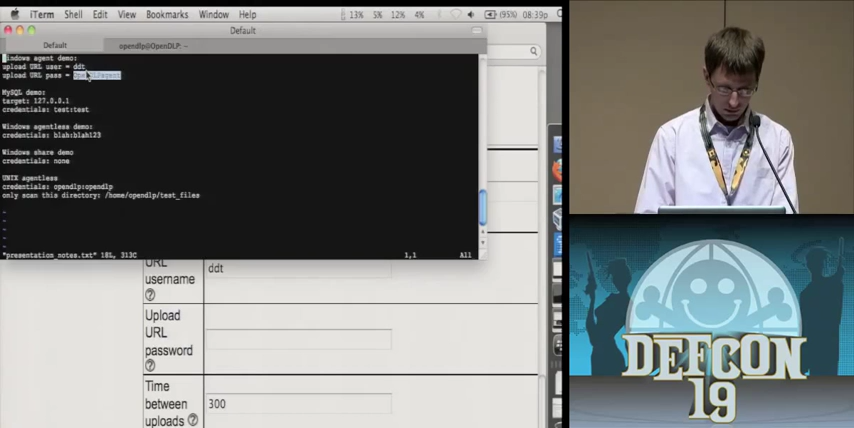 iTerm Shell Edit View Bookmarks Window Help 13% 5% 12% 4% (95%) 08:39p
Default
Default opendlp@OpenDLP: ~
Windows agent demo:
upload URL user = ddt
upload URL pass =
MySQL demo:
target: 127.0.0.1
credentials: test:test
Windows agentless demo:
credentials: blah:blah123
Windows share demo
credentials: none
UNIX agentless
credentials: opendlp:opendlp
only scan this directory: /home/opendlp/test_files
~
~
~
~
~
"presentation_notes.txt" 18L, 313C 1,1 All
URL
username
?
ddt
Upload
URL
password
?
Time
between
uploads ?
300
DEFCON
19